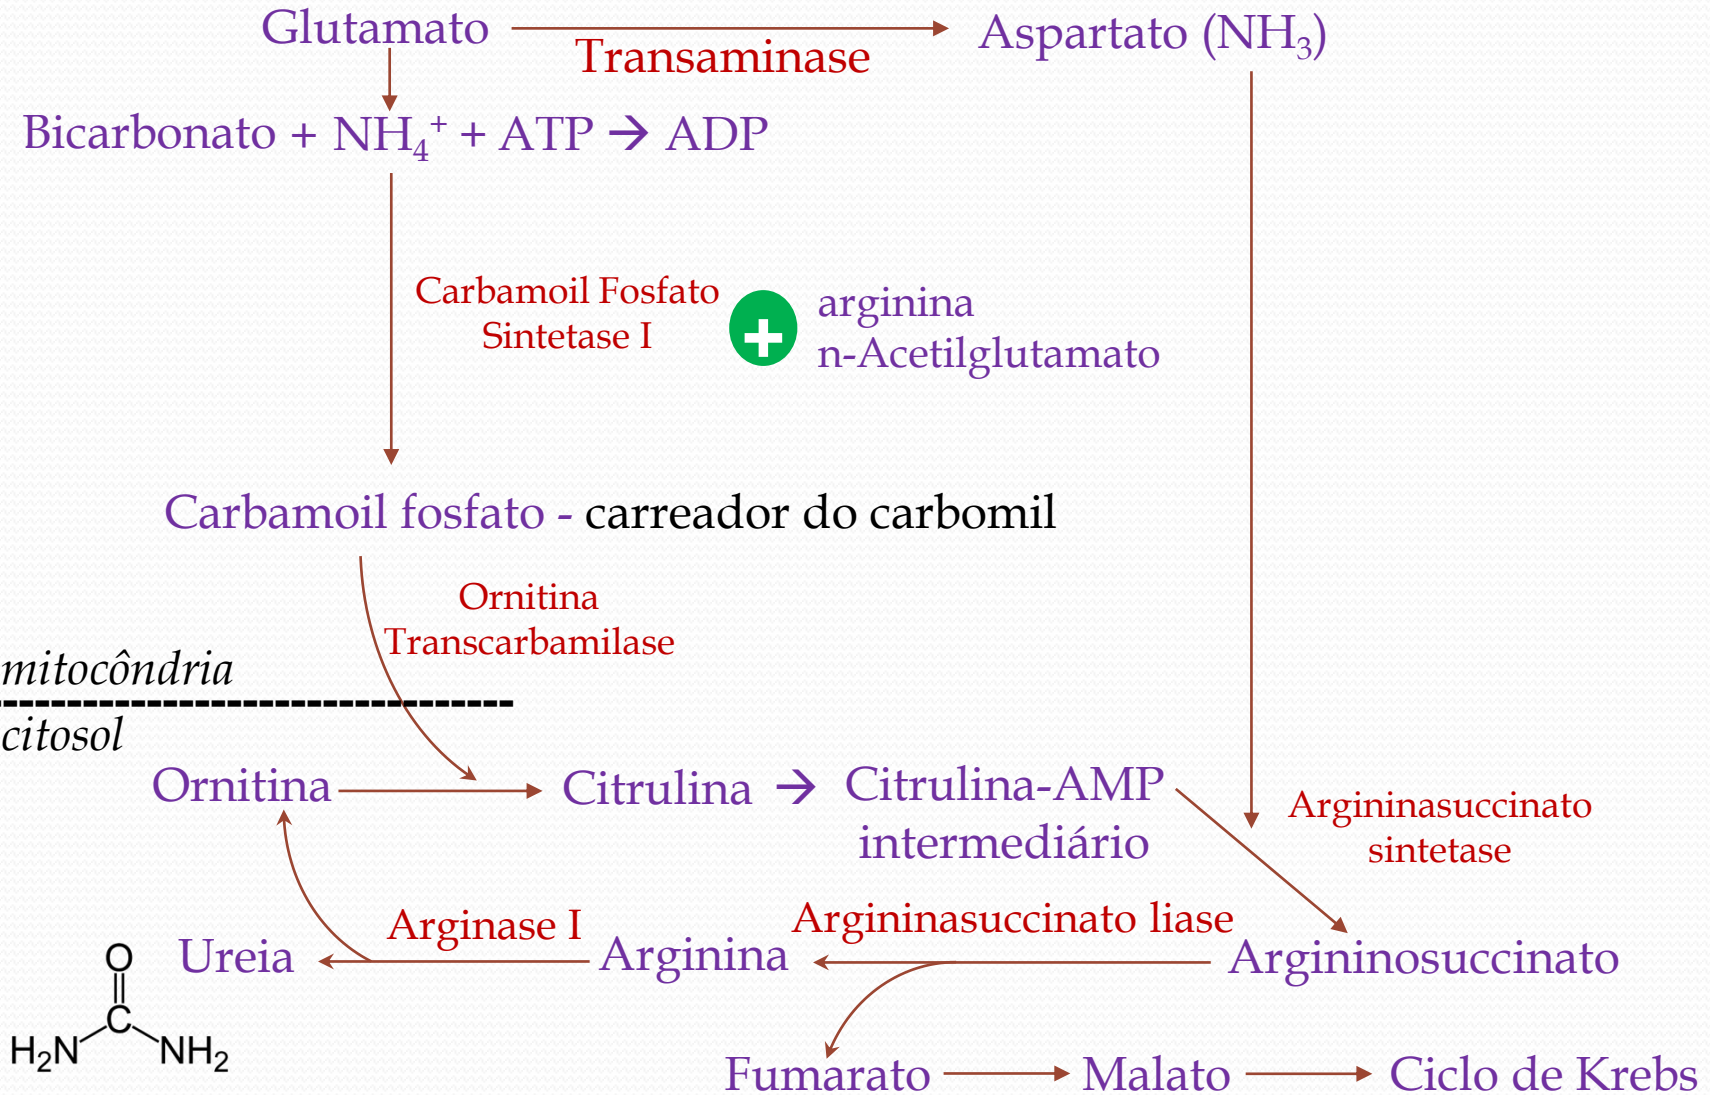 Glutamato
Transaminase
Aspartato (NH₃)
Bicarbonato + NH₄⁺ + ATP → ADP
Carbamoil Fosfato
Sintetase I
+
arginina
n-Acetilglutamato
Carbamoil fosfato - carreador do carbomil
Ornitina
Transcarbamilase
mitocôndria
citosol
Ornitina
Citrulina → Citrulina-AMP
intermediário
Argininasuccinato
sintetase
Ureia
Arginase I
Arginina
Argininasuccinato liase
Argininosuccinato
O
C
H₂N
NH₂
Fumarato
Malato
Ciclo de Krebs